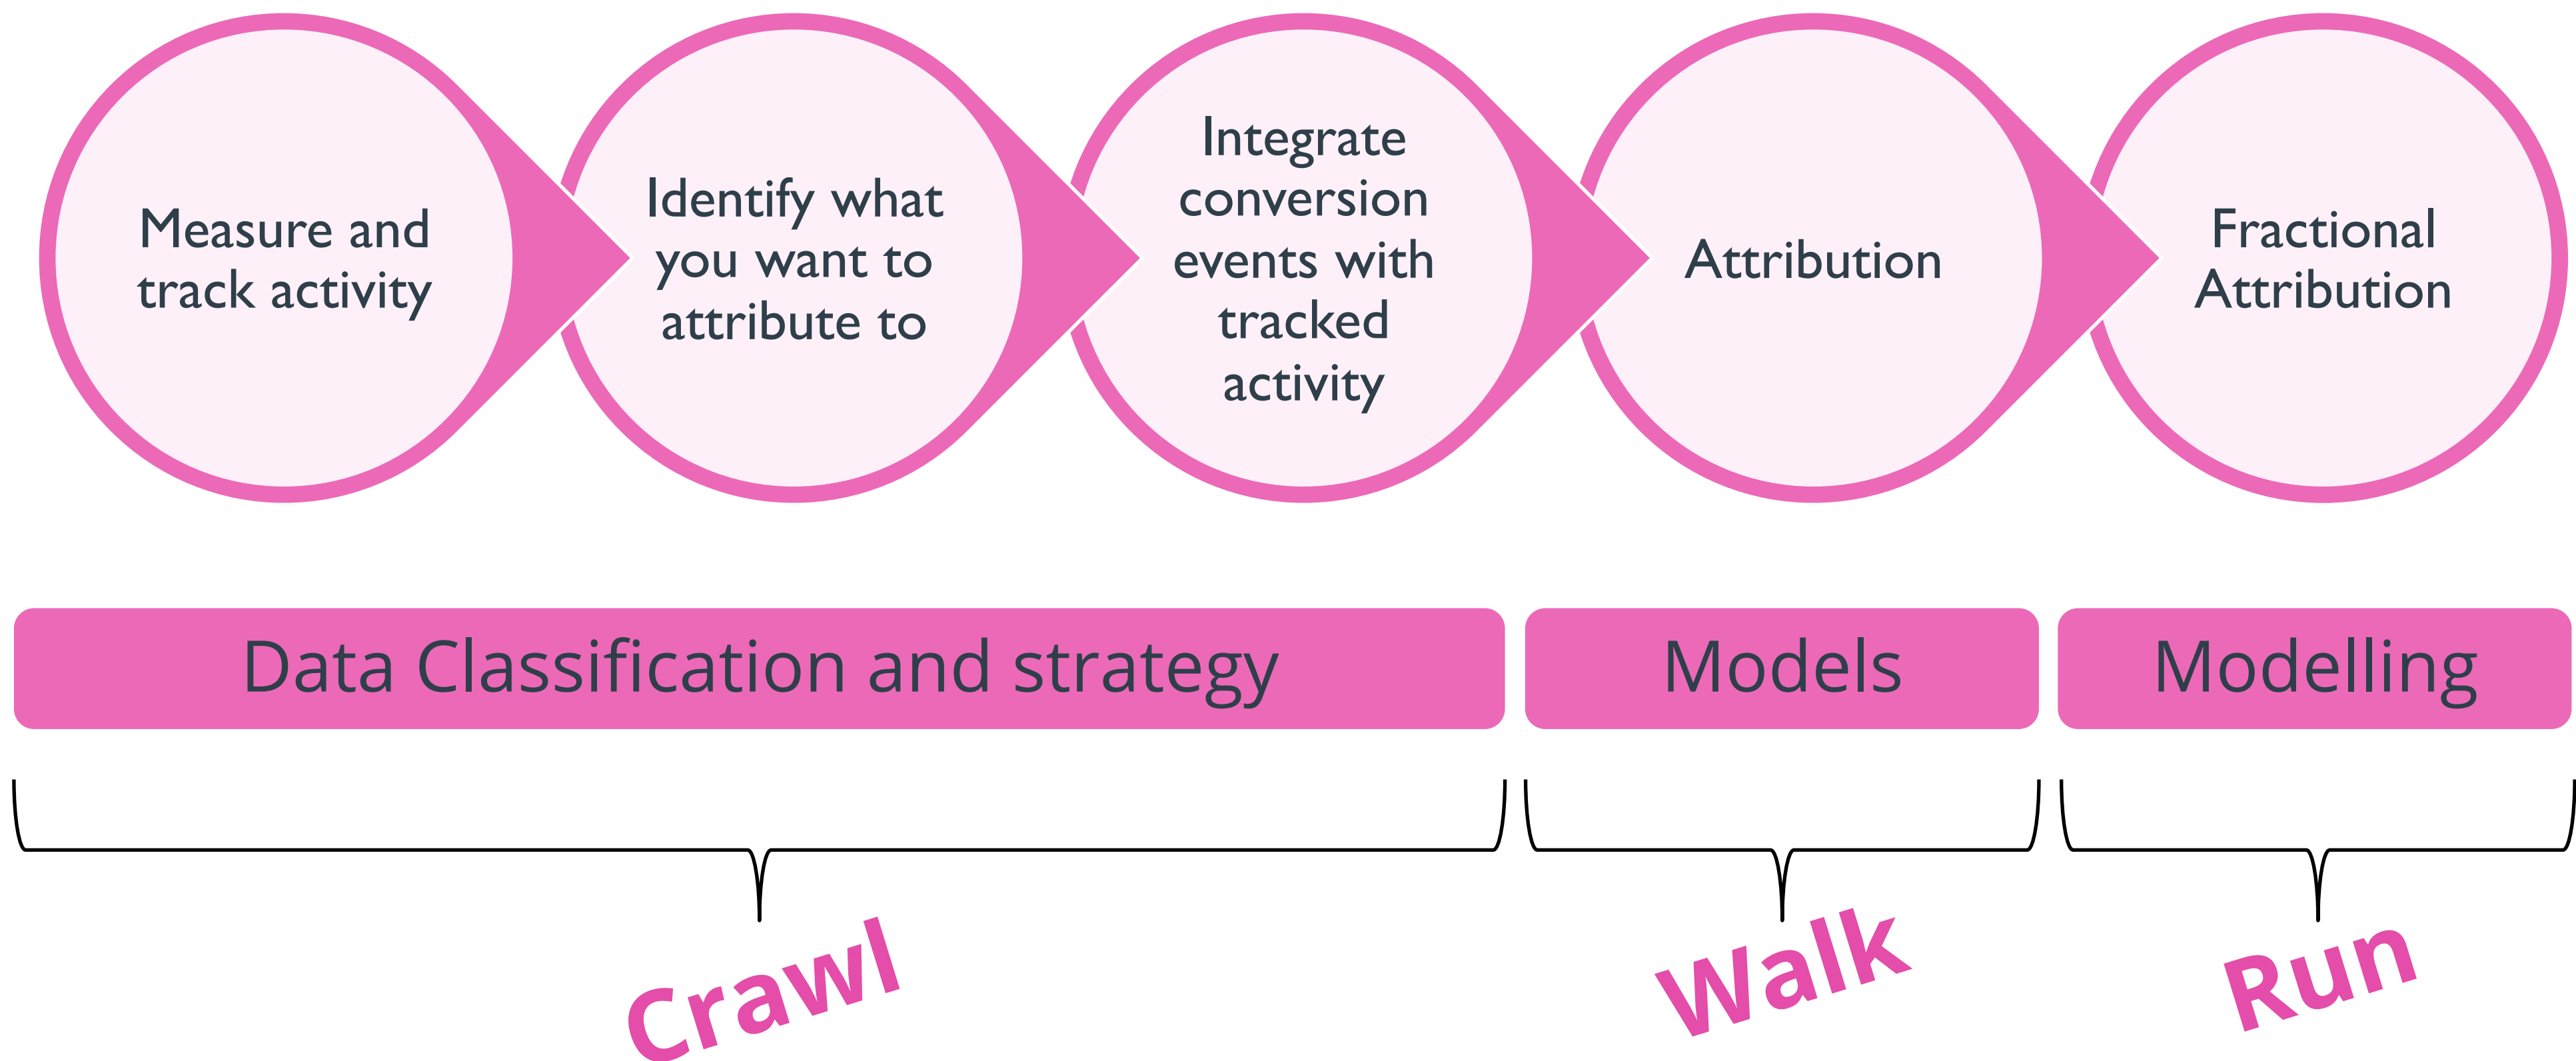 Measure and
track activity
Identify what
you want to
attribute to
Integrate
conversion
events with
tracked
activity
Attribution
Fractional
Attribution
Data Classification and strategy
Models
Modelling
Crawl
Walk
Run